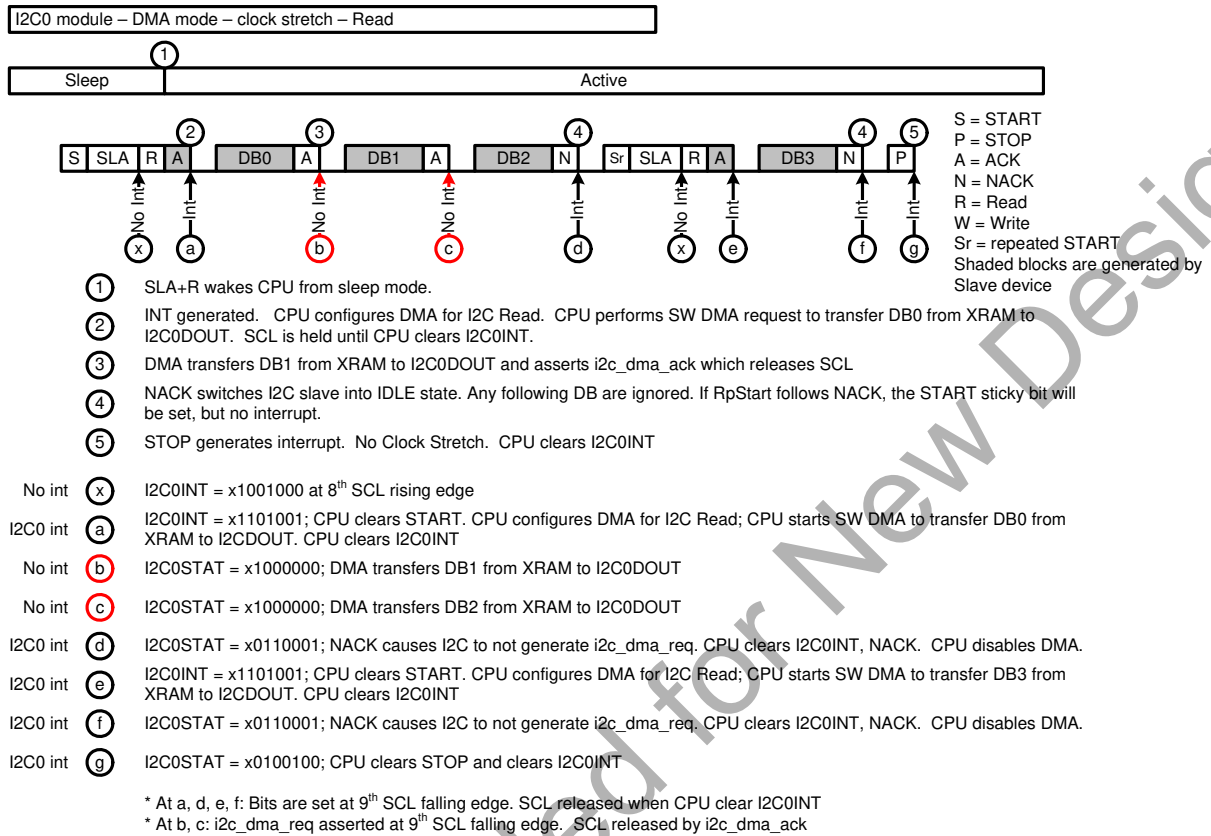 I2C0 module – DMA mode – clock stretch – Read
1
Sleep
Active
2
3
4
4
5
S
SLA
R
A
DB0
A
DB1
A
DB2
N
Sr
SLA
R
A
DB3
N
P
No Int
Int
No Int
No Int
Int
No Int
Int
Int
Int
x
a
b
c
d
x
e
f
g
S = START
P = STOP
A = ACK
N = NACK
R = Read
W = Write
Sr = repeated START
Shaded blocks are generated by
Slave device
1 SLA+R wakes CPU from sleep mode.
2 INT generated. CPU configures DMA for I2C Read. CPU performs SW DMA request to transfer DB0 from XRAM to
I2C0DOUT. SCL is held until CPU clears I2C0INT.
3 DMA transfers DB1 from XRAM to I2C0DOUT and asserts i2c_dma_ack which releases SCL
4 NACK switches I2C slave into IDLE state. Any following DB are ignored. If RpStart follows NACK, the START sticky bit will
be set, but no interrupt.
5 STOP generates interrupt. No Clock Stretch. CPU clears I2C0INT
No int x I2C0INT = x1001000 at 8th SCL rising edge
I2C0 int a I2C0INT = x1101001; CPU clears START. CPU configures DMA for I2C Read; CPU starts SW DMA to transfer DB0 from
XRAM to I2CDOUT. CPU clears I2C0INT
No int b I2C0STAT = x1000000; DMA transfers DB1 from XRAM to I2C0DOUT
No int c I2C0STAT = x1000000; DMA transfers DB2 from XRAM to I2C0DOUT
I2C0 int d I2C0STAT = x0110001; NACK causes I2C to not generate i2c_dma_req. CPU clears I2C0INT, NACK. CPU disables DMA.
I2C0 int e I2C0INT = x1101001; CPU clears START. CPU configures DMA for I2C Read; CPU starts SW DMA to transfer DB3 from
XRAM to I2CDOUT. CPU clears I2C0INT
I2C0 int f I2C0STAT = x0110001; NACK causes I2C to not generate i2c_dma_req. CPU clears I2C0INT, NACK. CPU disables DMA.
I2C0 int g I2C0STAT = x0100100; CPU clears STOP and clears I2C0INT
* At a, d, e, f: Bits are set at 9th SCL falling edge. SCL released when CPU clear I2C0INT
* At b, c: i2c_dma_req asserted at 9th SCL falling edge. SCL released by i2c_dma_ack
ed for New Desig